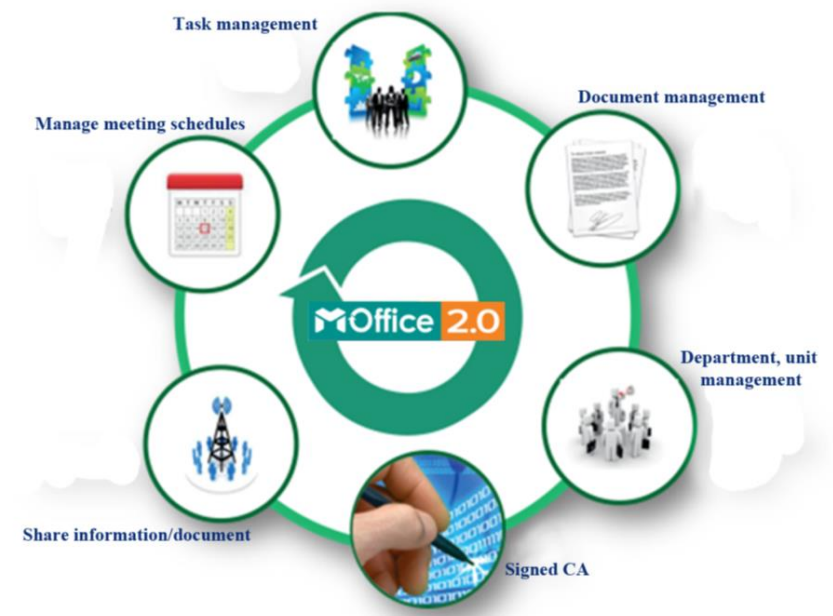 Task management
Document management
Manage meeting schedules
MOffice 2.0
Department, unit
management
Share information/document
Signed CA